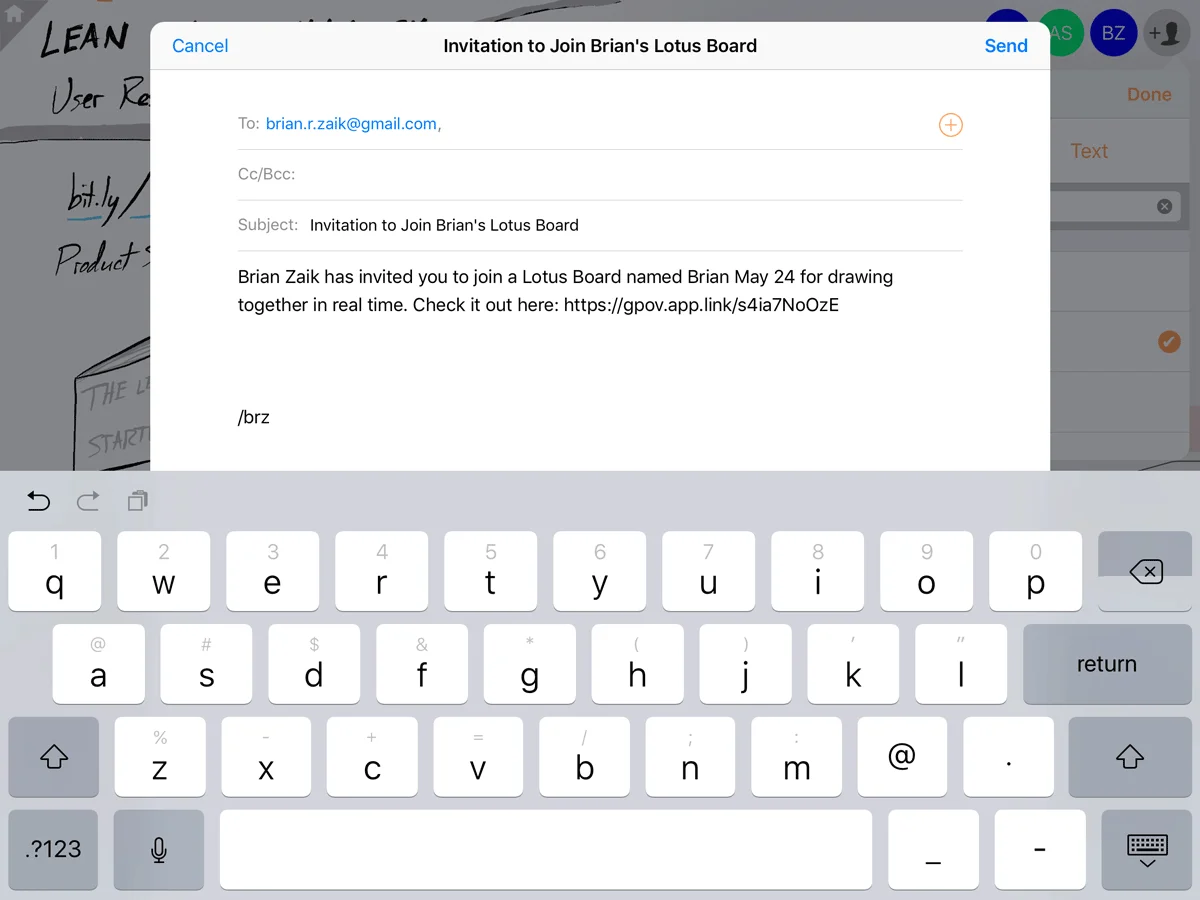 LEAN
User Re
bit.ly/
Product S
THE LE
START
AS
BZ
Done
Text
Cancel
Invitation to Join Brian's Lotus Board
Send
To: brian.r.zaik@gmail.com,
Cc/Bcc:
Subject: Invitation to Join Brian's Lotus Board
Brian Zaik has invited you to join a Lotus Board named Brian May 24 for drawing
together in real time. Check it out here: https://gpov.app.link/s4ia7NoOzE
/brz
1 2 3 4 5 6 7 8 9 0
q w e r t y u i o p
@ # $ & * ( ) ' "
a s d f g h j k l return
% - + = / ; :
z x c v b n m @ .
.?123 _ -